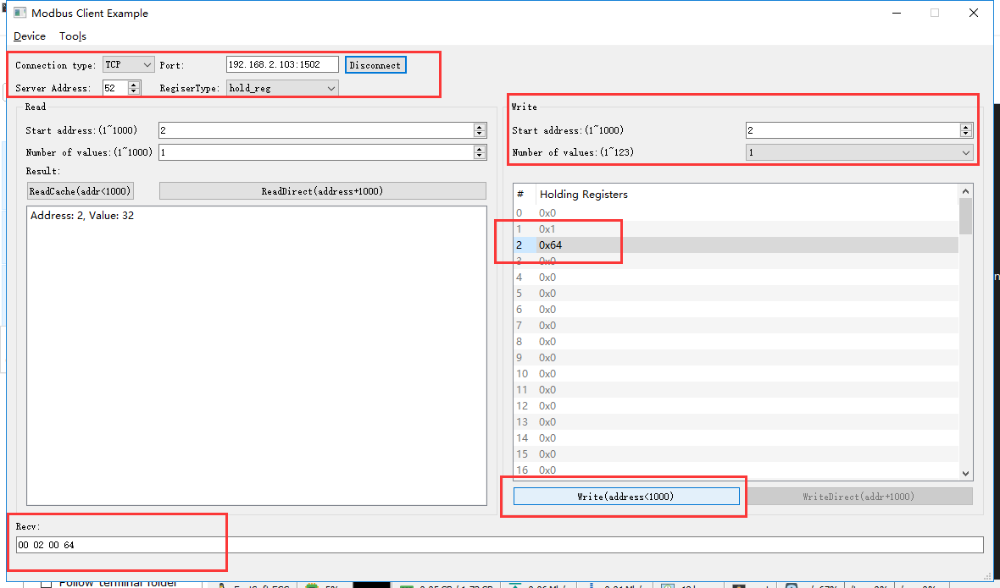 Modbus Client Example
Device Tools
Connection type: TCP Port: 192.168.2.103:1502 Disconnect
Server Address: 52 RegiserType: hold_reg
Read
Start address:(1~1000) 2
Number of values:(1~1000) 1
Result:
ReadCache(addr<1000) ReadDirect(address+1000)
Address: 2, Value: 32
Write
Start address:(1~1000) 2
Number of values:(1~123) 1
# Holding Registers
0 0x0
1 0x1
2 0x64
3 0x0
4 0x0
5 0x0
6 0x0
7 0x0
8 0x0
9 0x0
10 0x0
11 0x0
12 0x0
13 0x0
14 0x0
15 0x0
16 0x0
Write(address<1000) WriteDirect(addr+1000)
Recv:
00 02 00 64
Follow terminal folder